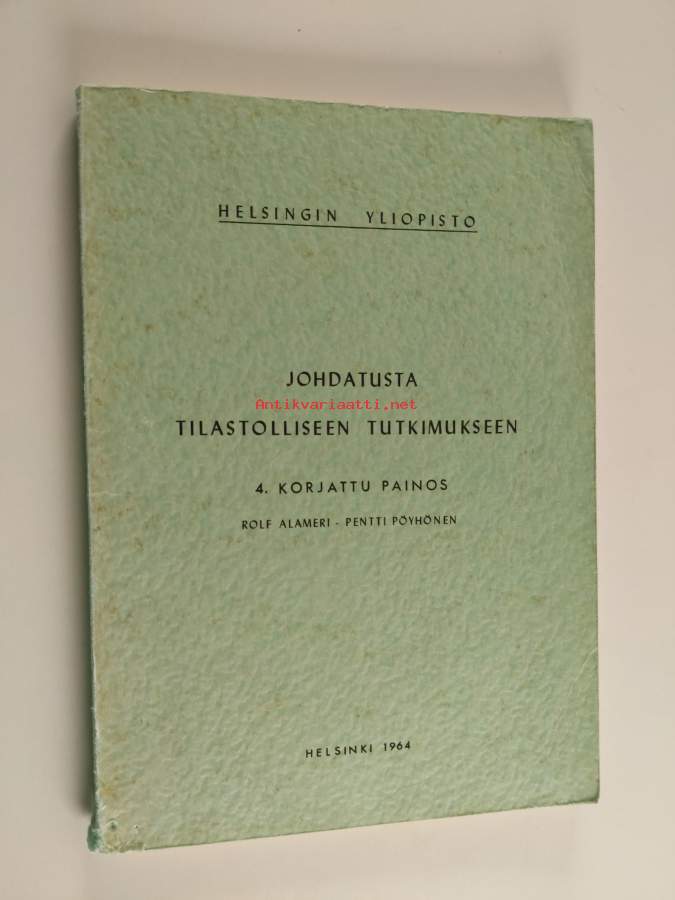 HELSINGIN YLIOPISTO
JOHDATUSTA
Antikvariaatti.net
TILASTOLLISEEN TUTKIMUKSEEN
4. KORJATTU PAINOS
ROLF ALAMERI - PENTTI PÖYHÖNEN
HELSINKI 1964